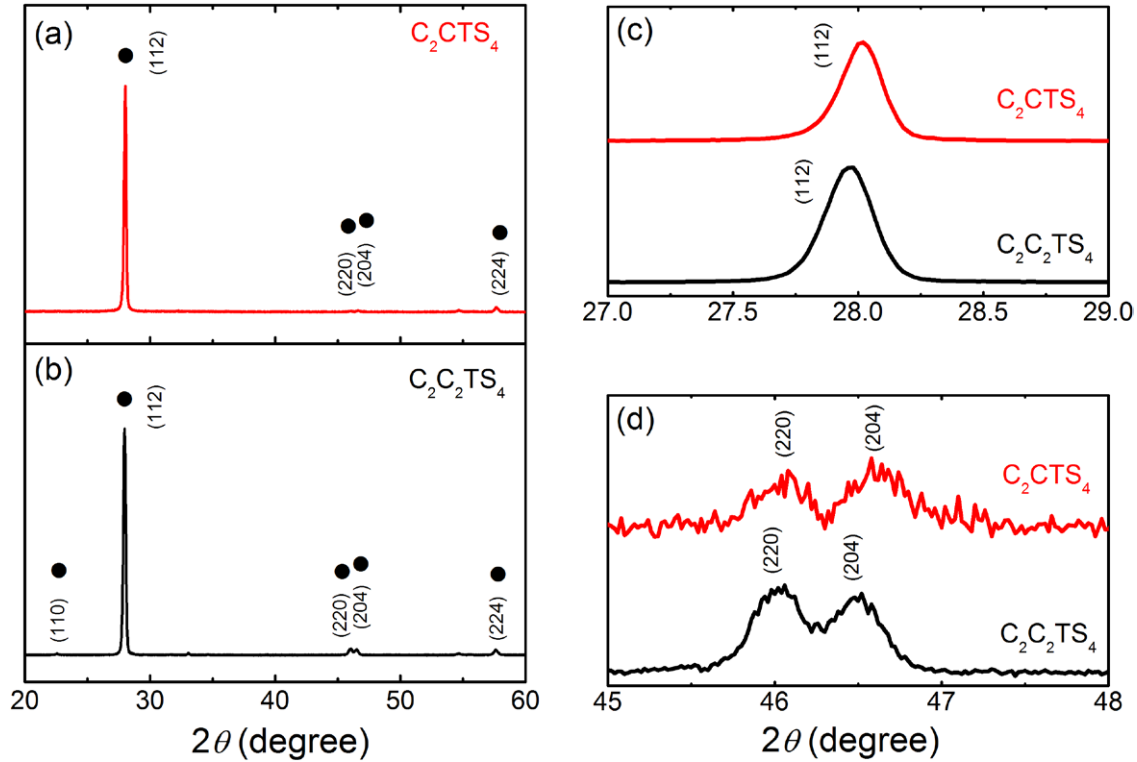 (a)
C₂CTS₄
(112)
(220)
(204)
(224)
(b)
C₂C₂TS₄
(110)
(112)
(220)
(204)
(224)
20 30 40 50 60
2θ (degree)
(c)
(112)
C₂CTS₄
(112)
C₂C₂TS₄
27.0 27.5 28.0 28.5 29.0
(d)
(220) (204)
C₂CTS₄
(220) (204)
C₂C₂TS₄
45 46 47 48
2θ (degree)